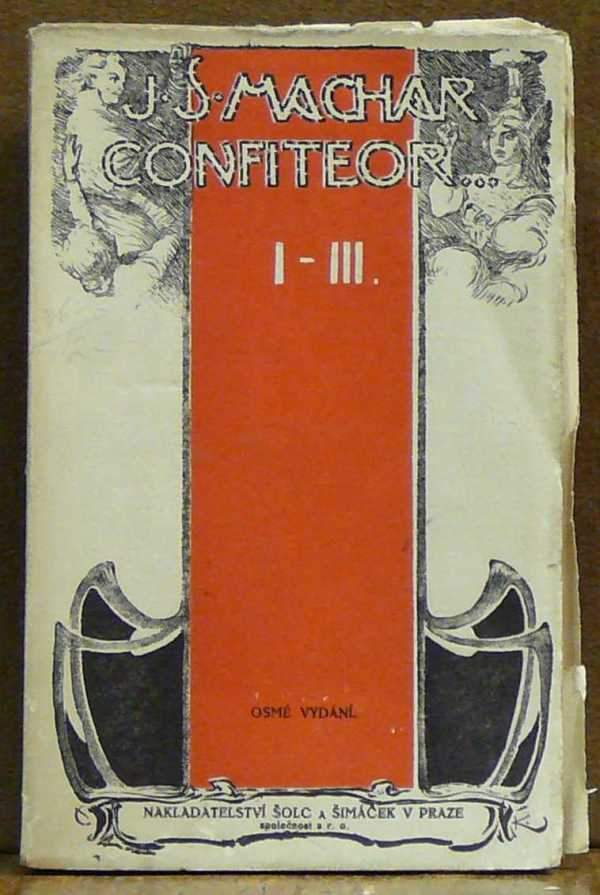 J·S·MACHAR
CONFITEOR...
I-III.
OSMÉ VYDÁNÍ.
NAKLADATELSTVÍ ŠOLC A ŠIMÁČEK V PRAZE
společnost s r. o.